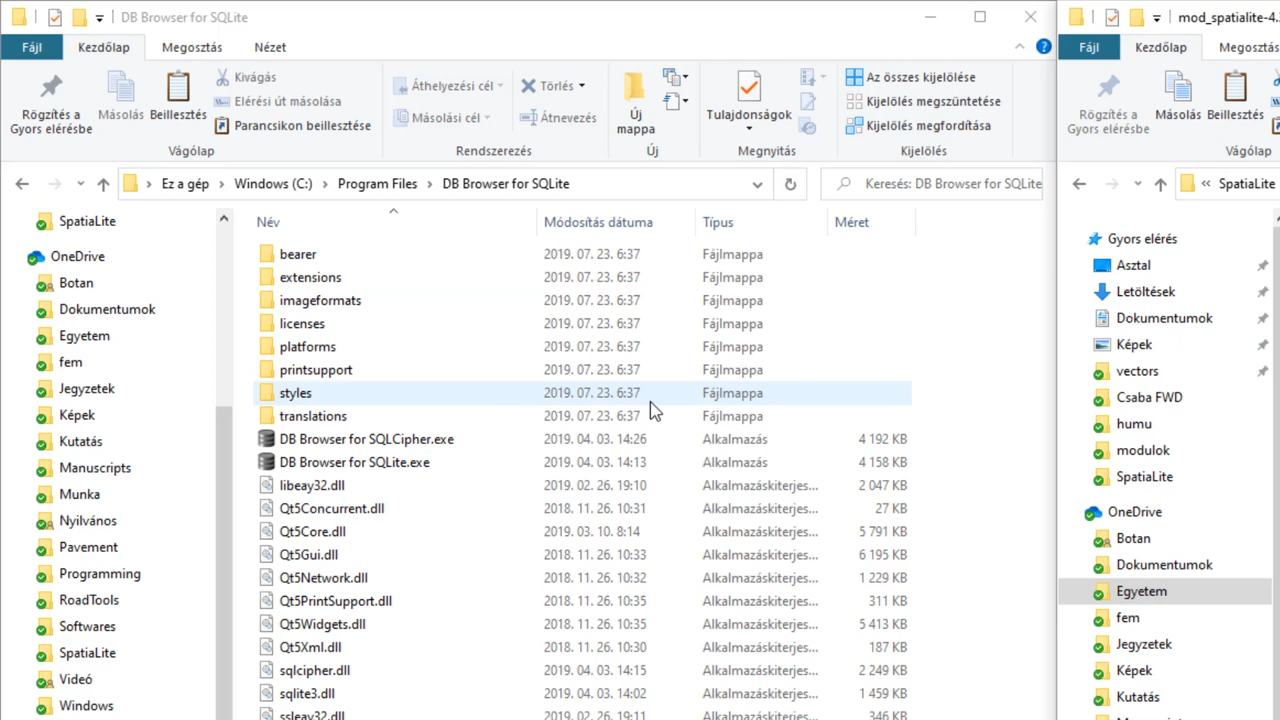 DB Browser for SQLite
Fájl Kezdőlap Megosztás Nézet
Rögzítés a Gyors elérésbe
Másolás
Beillesztés
Kivágás
Elérési út másolása
Parancsikon beillesztése
Vágólap
Áthelyezési cél
Másolási cél
Törlés
Átnevezés
Rendszerezés
Új mappa
Új
Tulajdonságok
Megnyitás
Az összes kijelölése
Kijelölés megszüntetése
Kijelölés megfordítása
Kijelölés
Ez a gép > Windows (C:) > Program Files > DB Browser for SQLite
Keresés: DB Browser for SQLite
SpatiaLite
OneDrive
Botan
Dokumentumok
Egyetem
fem
Jegyzetek
Képek
Kutatás
Manuscripts
Munka
Nyilvános
Pavement
Programming
RoadTools
Softwares
SpatiaLite
Videó
Windows
Név Módosítás dátuma Típus Méret
bearer 2019. 07. 23. 6:37 Fájlmappa
extensions 2019. 07. 23. 6:37 Fájlmappa
imageformats 2019. 07. 23. 6:37 Fájlmappa
licenses 2019. 07. 23. 6:37 Fájlmappa
platforms 2019. 07. 23. 6:37 Fájlmappa
printsupport 2019. 07. 23. 6:37 Fájlmappa
styles 2019. 07. 23. 6:37 Fájlmappa
translations 2019. 07. 23. 6:37 Fájlmappa
DB Browser for SQLCipher.exe 2019. 04. 03. 14:26 Alkalmazás 4 192 KB
DB Browser for SQLite.exe 2019. 04. 03. 14:13 Alkalmazás 4 158 KB
libeay32.dll 2019. 02. 26. 19:10 Alkalmazáskiterjes... 2 047 KB
Qt5Concurrent.dll 2018. 11. 26. 10:31 Alkalmazáskiterjes... 27 KB
Qt5Core.dll 2019. 03. 10. 8:14 Alkalmazáskiterjes... 5 791 KB
Qt5Gui.dll 2018. 11. 26. 10:33 Alkalmazáskiterjes... 6 195 KB
Qt5Network.dll 2018. 11. 26. 10:32 Alkalmazáskiterjes... 1 229 KB
Qt5PrintSupport.dll 2018. 11. 26. 10:35 Alkalmazáskiterjes... 311 KB
Qt5Widgets.dll 2018. 11. 26. 10:35 Alkalmazáskiterjes... 5 413 KB
Qt5Xml.dll 2018. 11. 26. 10:30 Alkalmazáskiterjes... 187 KB
sqlcipher.dll 2019. 04. 03. 14:15 Alkalmazáskiterjes... 2 249 KB
sqlite3.dll 2019. 04. 03. 14:02 Alkalmazáskiterjes... 1 459 KB
ssleay32.dll 2019. 02. 26. 19:11 Alkalmazáskiterjes... 346 KB
mod_spatialite-4.
Fájl Kezdőlap Megosztás
Rögzítés a Gyors elérésbe
Másolás
Beillesztés
Vágólap
« SpatiaLite
Gyors elérés
Asztal
Letöltések
Dokumentumok
Képek
vectors
Csaba FWD
humu
modulok
SpatiaLite
OneDrive
Botan
Dokumentumok
Egyetem
fem
Jegyzetek
Képek
Kutatás